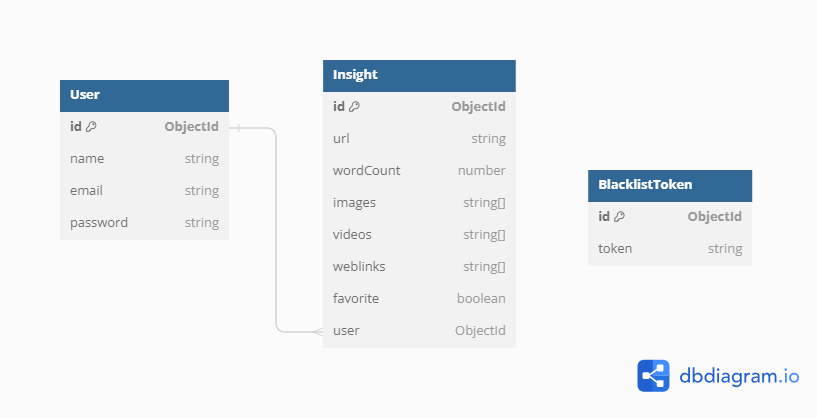 User
id ObjectId
name string
email string
password string
Insight
id ObjectId
url string
wordCount number
images string[]
videos string[]
weblinks string[]
favorite boolean
user ObjectId
BlacklistToken
id ObjectId
token string
dbdiagram.io